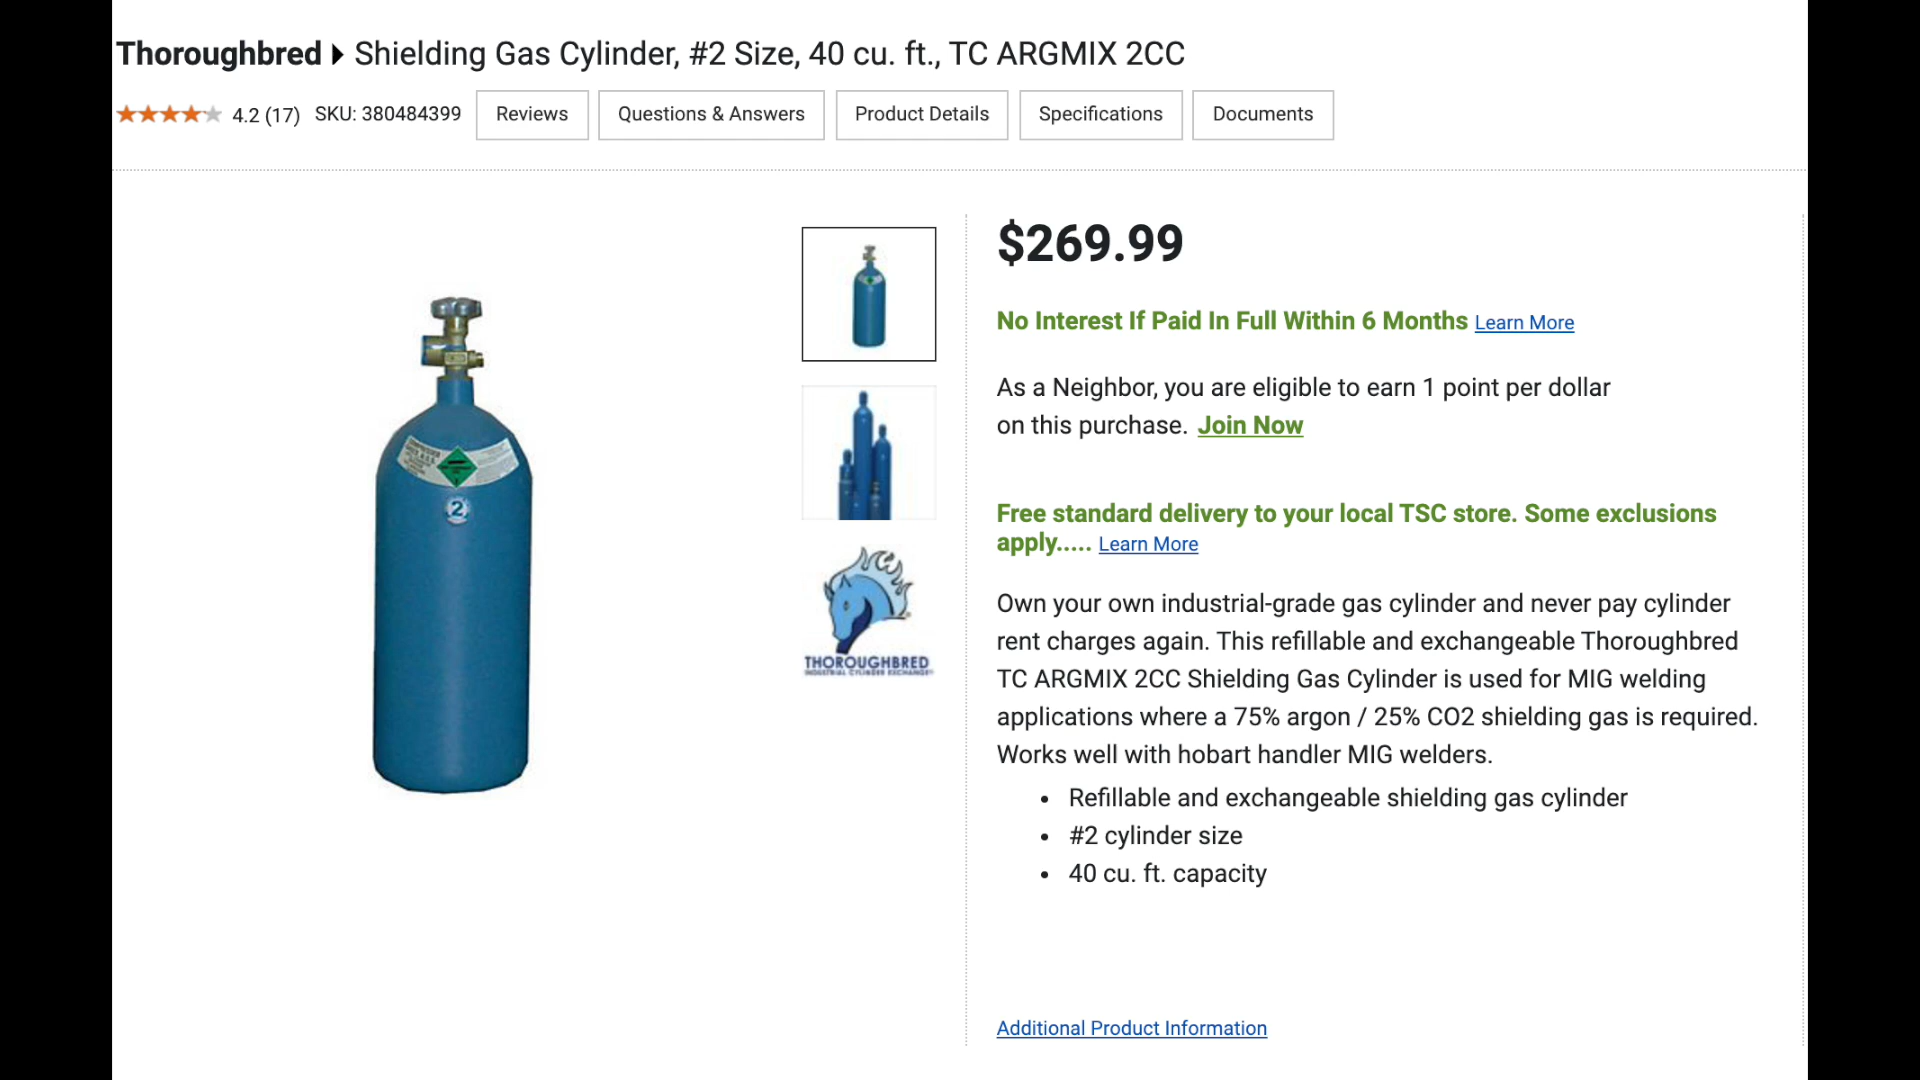 Thoroughbred Shielding Gas Cylinder, #2 Size, 40 cu. ft., TC ARGMIX 2CC
4.2 (17) SKU: 380484399 Reviews Questions & Answers Product Details Specifications Documents
2
THOROUGHBRED
INDUSTRIAL CYLINDER EXCHANGE
$269.99
No Interest If Paid In Full Within 6 Months Learn More
As a Neighbor, you are eligible to earn 1 point per dollar
on this purchase. Join Now
Free standard delivery to your local TSC store. Some exclusions
apply..... Learn More
Own your own industrial-grade gas cylinder and never pay cylinder
rent charges again. This refillable and exchangeable Thoroughbred
TC ARGMIX 2CC Shielding Gas Cylinder is used for MIG welding
applications where a 75% argon / 25% CO2 shielding gas is required.
Works well with hobart handler MIG welders.
• Refillable and exchangeable shielding gas cylinder
• #2 cylinder size
• 40 cu. ft. capacity
Additional Product Information